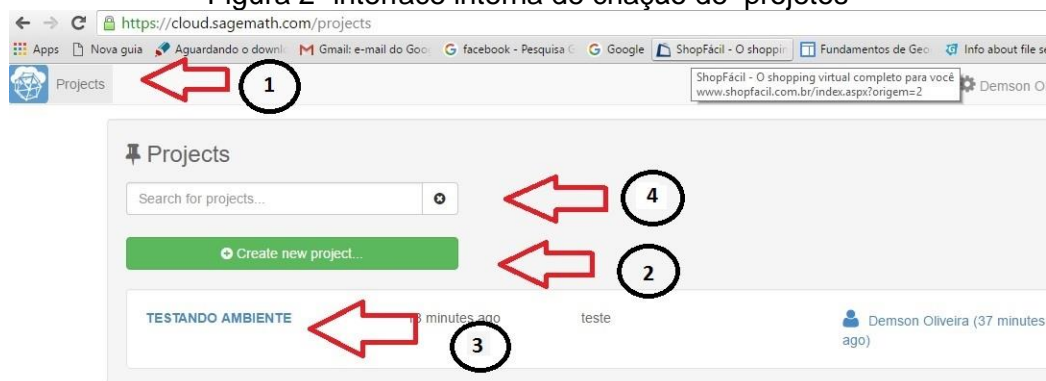 Figura 2- Interface interna de criação de projetos
https://cloud.sagemath.com/projects
Apps Nova guia Aguardando o downl Gmail: e-mail do Goo facebook - Pesquisa G Google ShopFácil - O shoppin Fundamentos de Geo Info about file se
Projects 1 ShopFácil - O shopping virtual completo para você Demson O
www.shopfacil.com.br/index.aspx?origem=2
Projects
Search for projects... 4
Create new project... 2
TESTANDO AMBIENTE minutes ago teste Demson Oliveira (37 minutes
ago)
3